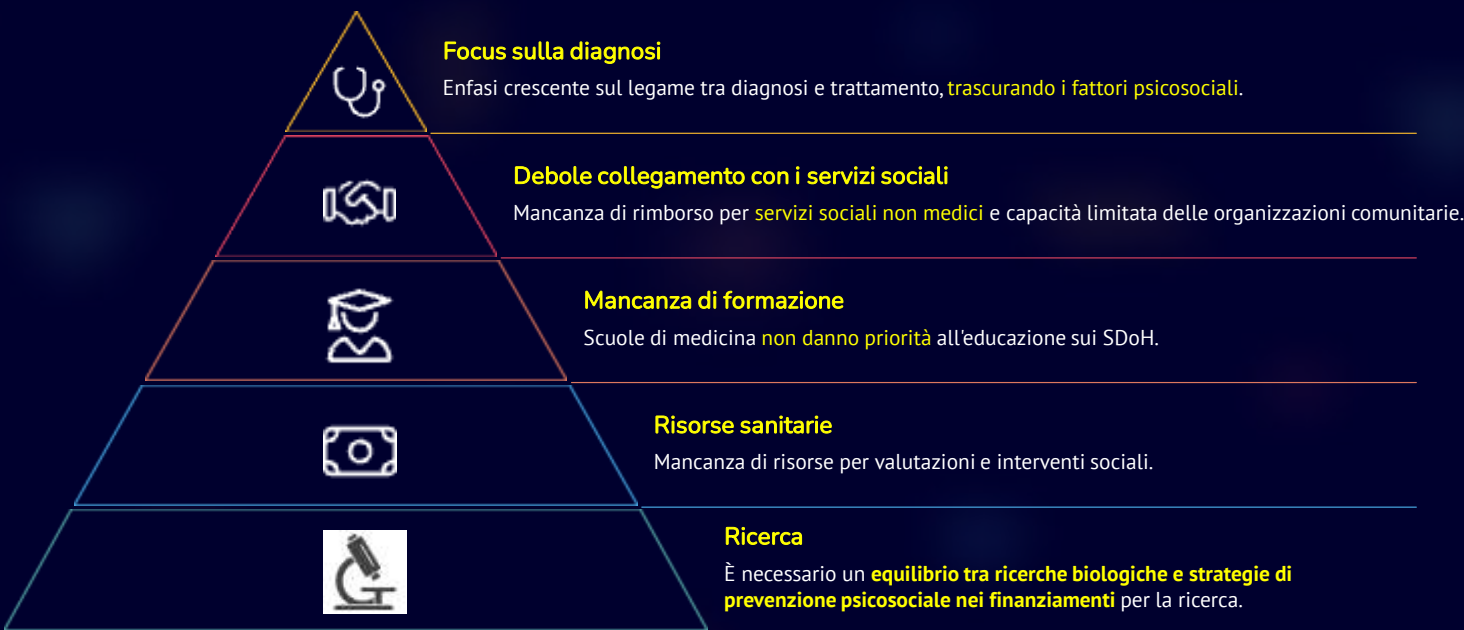 Focus sulla diagnosi
Enfasi crescente sul legame tra diagnosi e trattamento, trascurando i fattori psicosociali.
Debole collegamento con i servizi sociali
Mancanza di rimborso per servizi sociali non medici e capacità limitata delle organizzazioni comunitarie.
Mancanza di formazione
Scuole di medicina non danno priorità all'educazione sui SDoH.
Risorse sanitarie
Mancanza di risorse per valutazioni e interventi sociali.
Ricerca
È necessario un equilibrio tra ricerche biologiche e strategie di
prevenzione psicosociale nei finanziamenti per la ricerca.